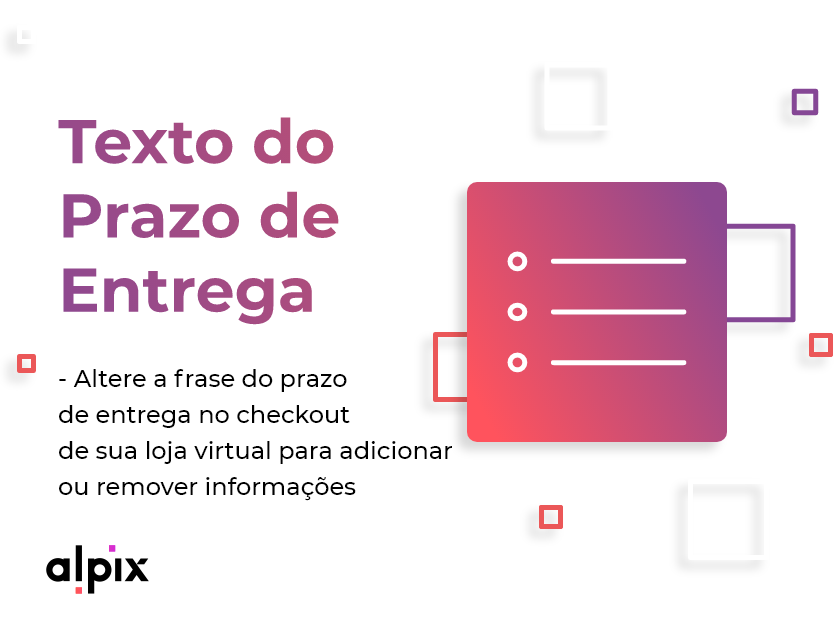 Texto do
Prazo de
Entrega
- Altere a frase do prazo
de entrega no checkout
de sua loja virtual para adicionar
ou remover informações
alpix